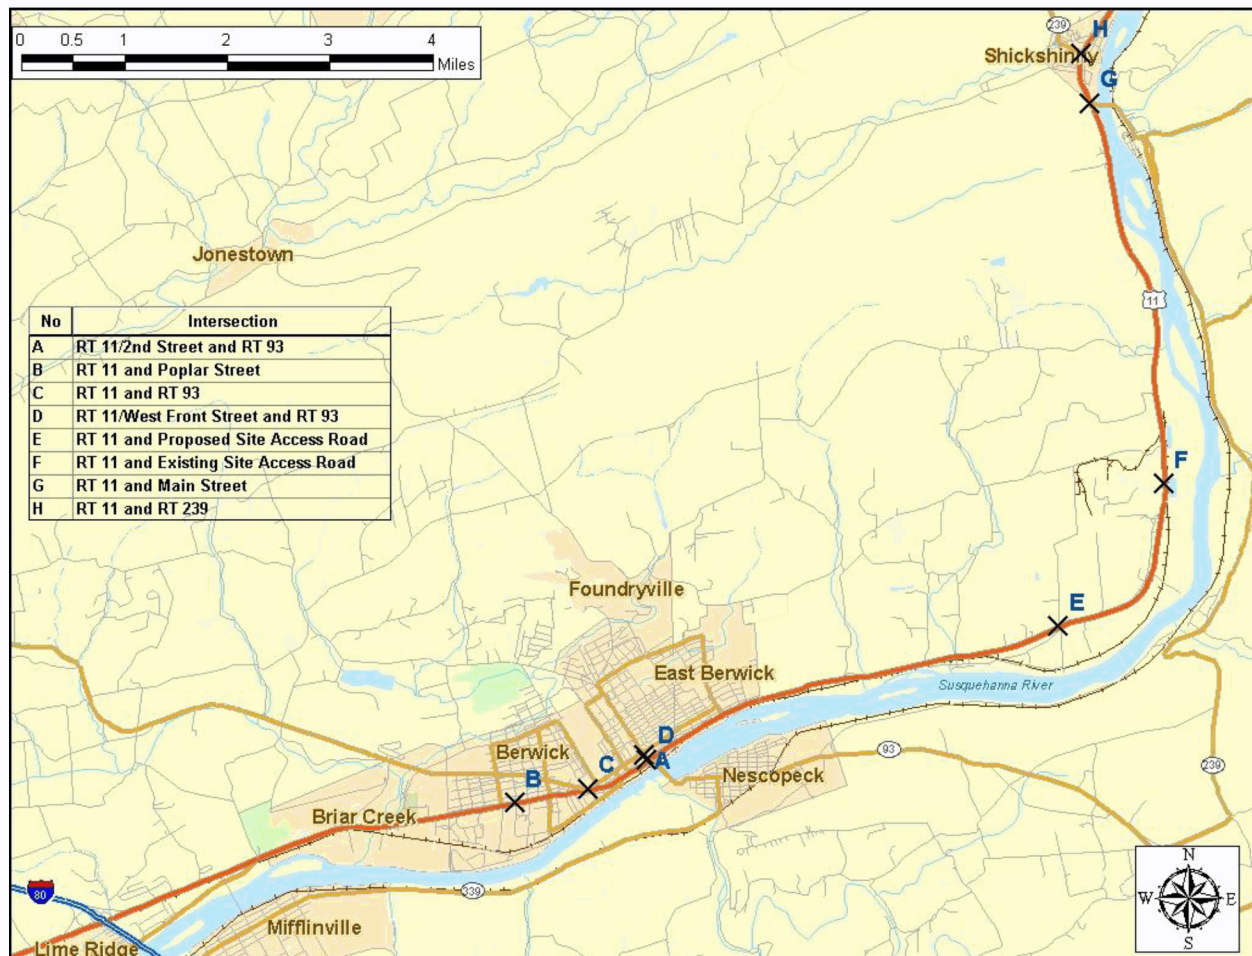 0 0.5 1 2 3 4
Miles
239
H
Shickshinny
G
Jonestown
11
No Intersection
A RT 11/2nd Street and RT 93
B RT 11 and Poplar Street
C RT 11 and RT 93
D RT 11/West Front Street and RT 93
E RT 11 and Proposed Site Access Road
F RT 11 and Existing Site Access Road
G RT 11 and Main Street
H RT 11 and RT 239
F
Foundryville
E
East Berwick
Susquehanna River
D
Berwick
A
93
C
239
B
Nescopeck
Briar Creek
80
339
N
W E
S
Mifflinville
Lime Ridge